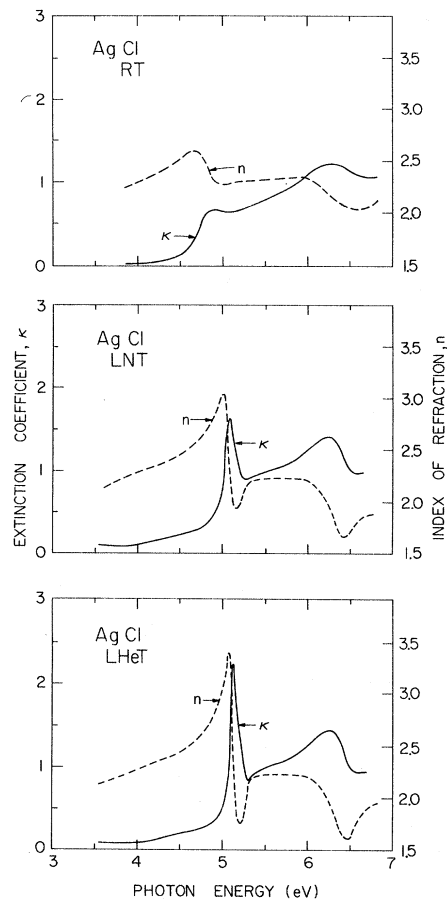 3
2
1
0
Ag Cl
RT
n
κ
3.5
3.0
2.5
2.0
1.5
3
2
1
0
Ag Cl
LNT
n
κ
3.5
3.0
2.5
2.0
1.5
EXTINCTION COEFFICIENT, κ
INDEX OF REFRACTION, n
3
2
1
0
Ag Cl
LHeT
n
κ
3.5
3.0
2.5
2.0
1.5
3 4 5 6 7
PHOTON ENERGY (eV)